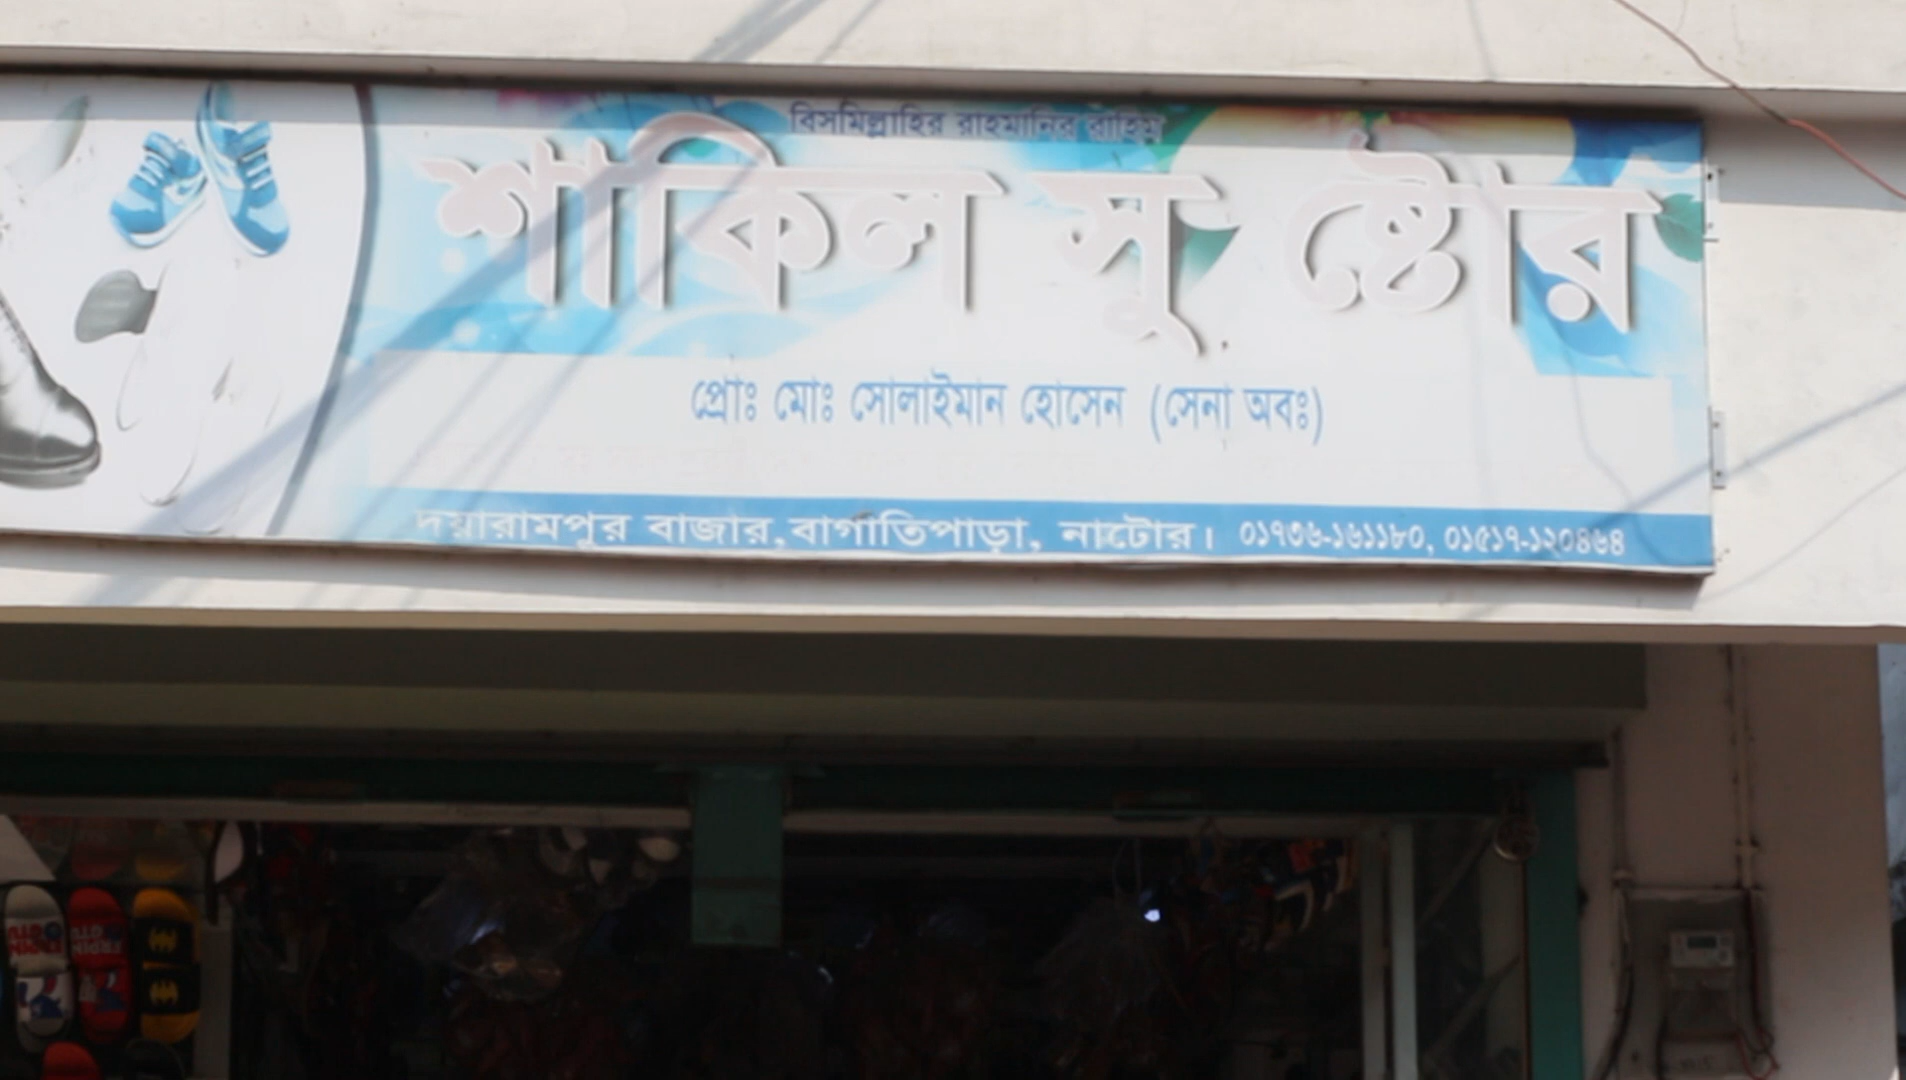 বিসমিল্লাহির রাহমানির রাহিম
শাকিল সু ষ্টোর
প্রোঃ মোঃ সোলাইমান হোসেন (সেনা অবঃ)
দয়ারামপুর বাজার, বাগাতিপাড়া, নাটোর। ০১৭৩৬-১৬১১৮০, ০১৫১৭-১২০৪৬৪